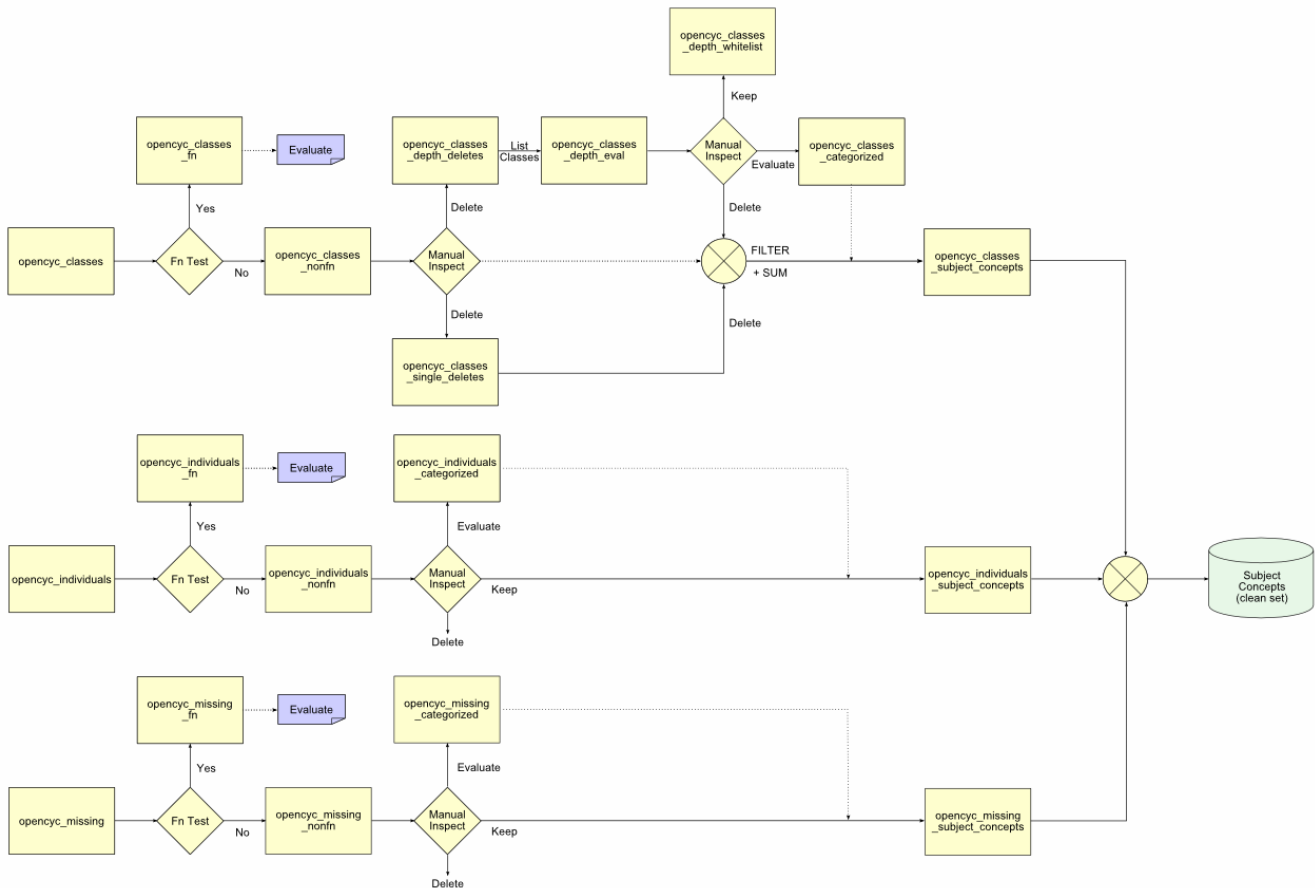 opencyc_classes
_depth_whitelist
Keep
opencyc_classes
_fn
Evaluate
opencyc_classes
_depth_deletes
List
Classes
opencyc_classes
_depth_eval
Manual
Inspect
Evaluate
opencyc_classes
_categorized
Yes
Delete
Delete
opencyc_classes
Fn Test
No
opencyc_classes
_nonfn
Manual
Inspect
FILTER
+ SUM
opencyc_classes
_subject_concepts
Delete
Delete
opencyc_classes
_single_deletes
opencyc_individuals
_fn
Evaluate
opencyc_individuals
_categorized
Yes
Evaluate
opencyc_individuals
Fn Test
No
opencyc_individuals
_nonfn
Manual
Inspect
Keep
opencyc_individuals
_subject_concepts
Subject
Concepts
(clean set)
Delete
opencyc_missing
_fn
Evaluate
opencyc_missing
_categorized
Yes
Evaluate
opencyc_missing
Fn Test
No
opencyc_missing
_nonfn
Manual
Inspect
Keep
opencyc_missing
_subject_concepts
Delete